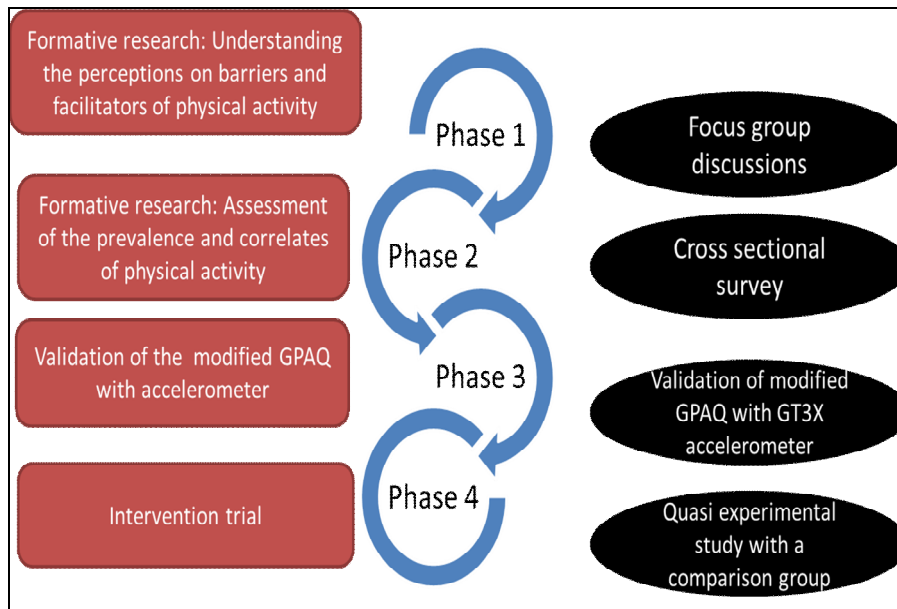 Formative research: Understanding
the perceptions on barriers and
facilitators of physical activity
Phase 1
Focus group
discussions
Formative research: Assessment
of the prevalence and correlates
of physical activity
Phase 2
Cross sectional
survey
Validation of the modified GPAQ
with accelerometer
Phase 3
Validation of modified
GPAQ with GT3X
accelerometer
Intervention trial
Phase 4
Quasi experimental
study with a
comparison group